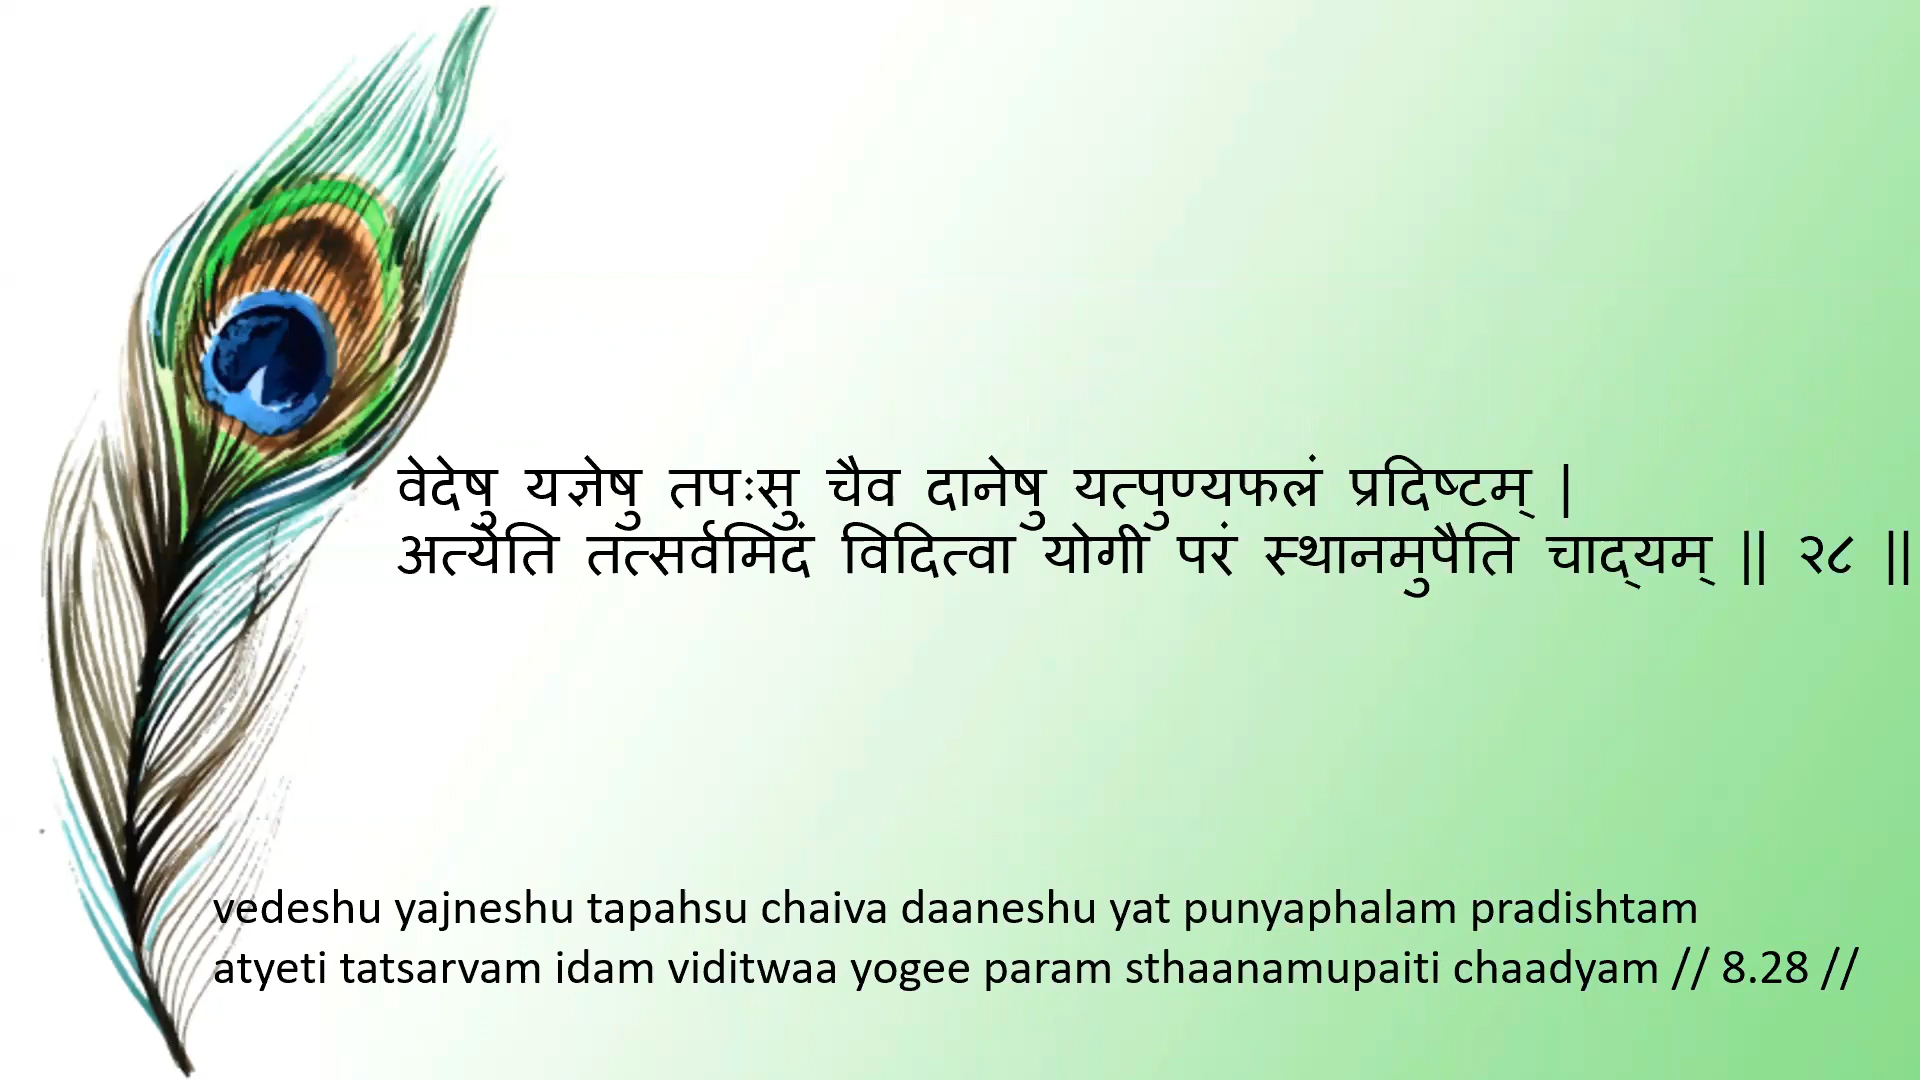 वेदेषु यज्ञेषु तपःसु चैव दानेषु यत्पुण्यफलं प्रदिष्टम् |
अत्येति तत्सर्वमिदं विदित्वा योगी परं स्थानमुपैति चाद्यम् || २८ ||
vedeshu yajneshu tapahsu chaiva daaneshu yat punyaphalam pradishtam
atyeti tatsarvam idam viditwaa yogee param sthaanamupaiti chaadyam // 8.28 //